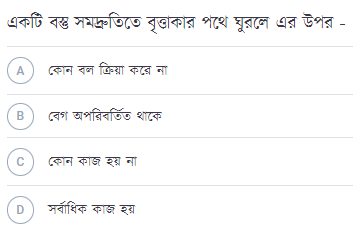 একটি বস্তু সমদ্রুতিতে বৃত্তাকার পথে ঘুরলে এর উপর -
A কোন বল ক্রিয়া করে না
B বেগ অপরিবর্তিত থাকে
C কোন কাজ হয় না
D সর্বাধিক কাজ হয়